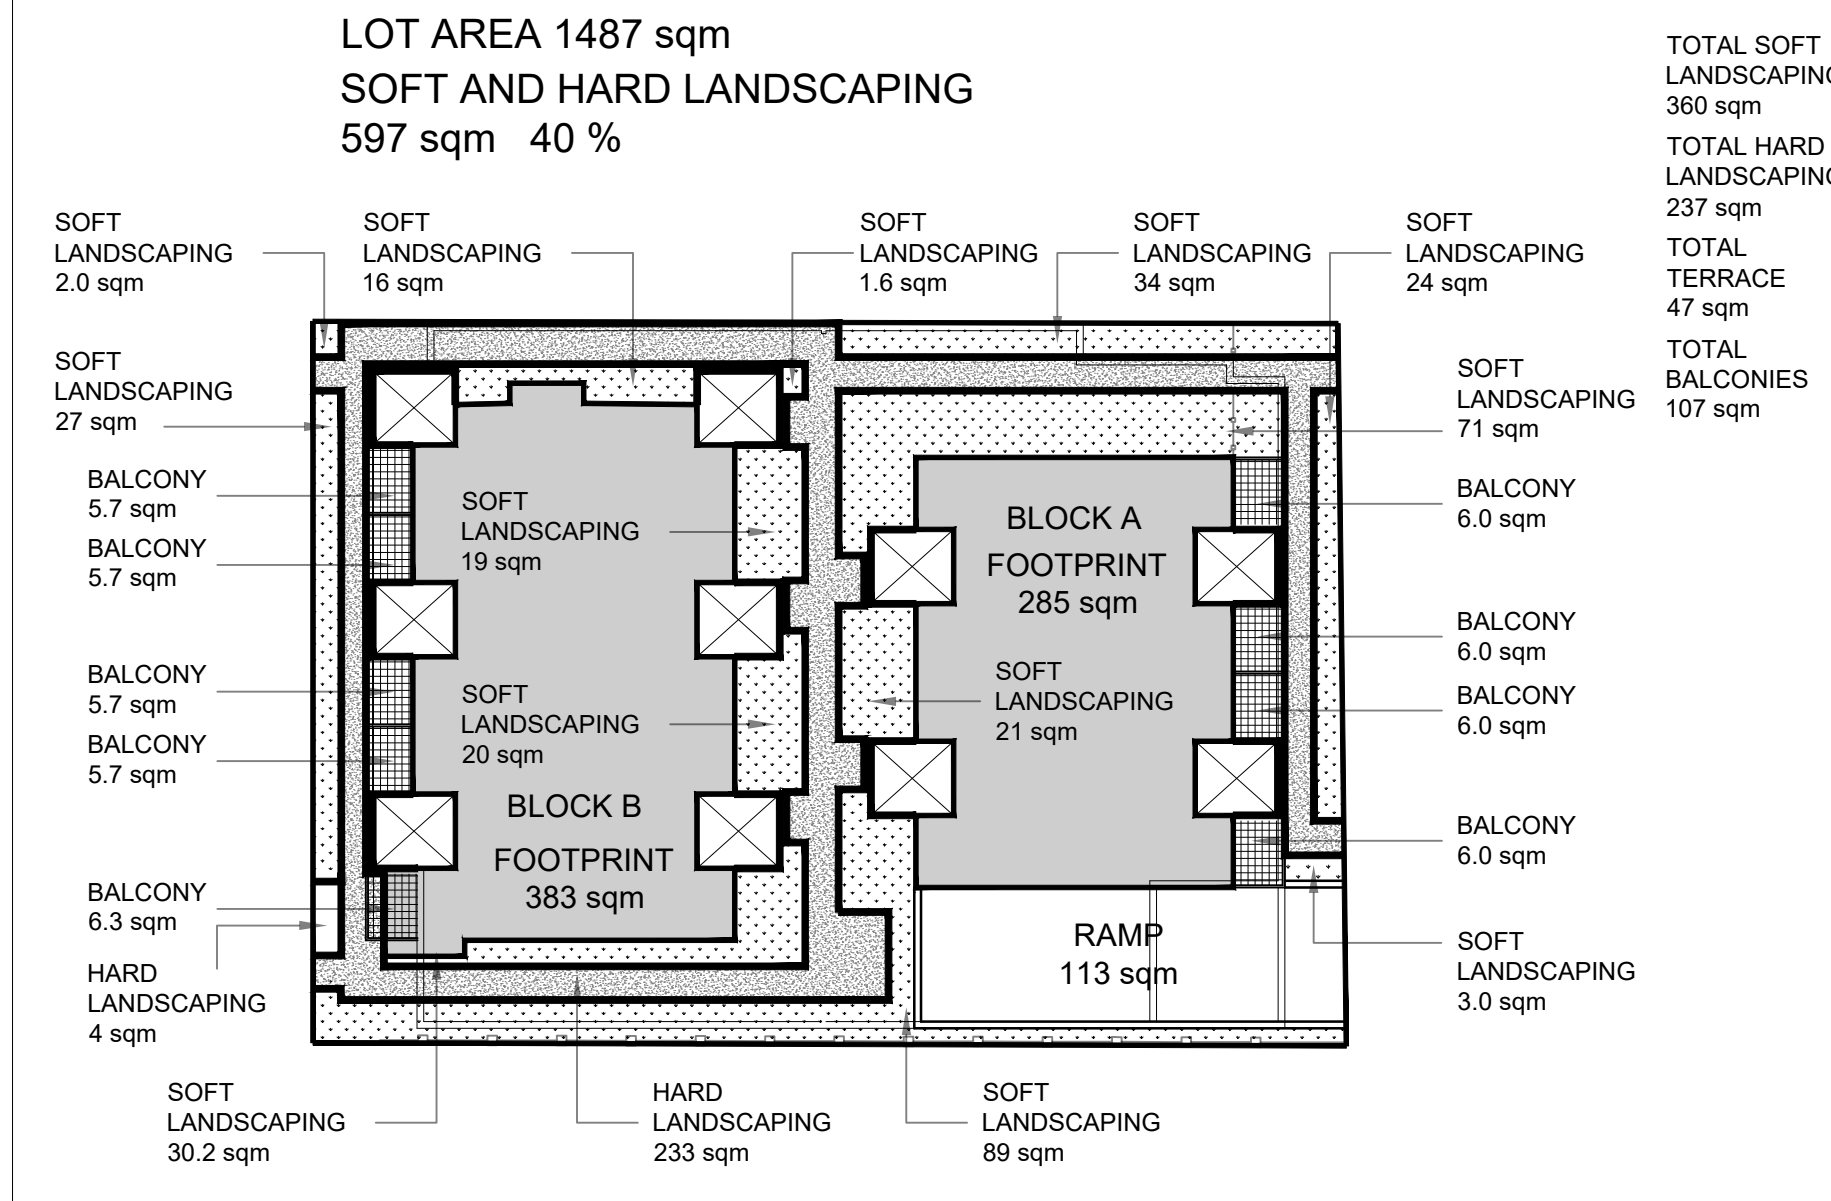 LOT AREA 1487 sqm
SOFT AND HARD LANDSCAPING
597 sqm 40 %
TOTAL SOFT
LANDSCAPING
360 sqm
TOTAL HARD
LANDSCAPING
237 sqm
TOTAL
TERRACE
47 sqm
TOTAL
BALCONIES
107 sqm
SOFT
LANDSCAPING
2.0 sqm
SOFT
LANDSCAPING
16 sqm
SOFT
LANDSCAPING
1.6 sqm
SOFT
LANDSCAPING
34 sqm
SOFT
LANDSCAPING
24 sqm
SOFT
LANDSCAPING
27 sqm
BALCONY
5.7 sqm
BALCONY
5.7 sqm
BALCONY
5.7 sqm
BALCONY
5.7 sqm
BALCONY
6.3 sqm
HARD
LANDSCAPING
4 sqm
SOFT
LANDSCAPING
19 sqm
SOFT
LANDSCAPING
20 sqm
BLOCK B
FOOTPRINT
383 sqm
BLOCK A
FOOTPRINT
285 sqm
SOFT
LANDSCAPING
21 sqm
RAMP
113 sqm
SOFT
LANDSCAPING
71 sqm
BALCONY
6.0 sqm
BALCONY
6.0 sqm
BALCONY
6.0 sqm
BALCONY
6.0 sqm
SOFT
LANDSCAPING
3.0 sqm
SOFT
LANDSCAPING
30.2 sqm
HARD
LANDSCAPING
233 sqm
SOFT
LANDSCAPING
89 sqm